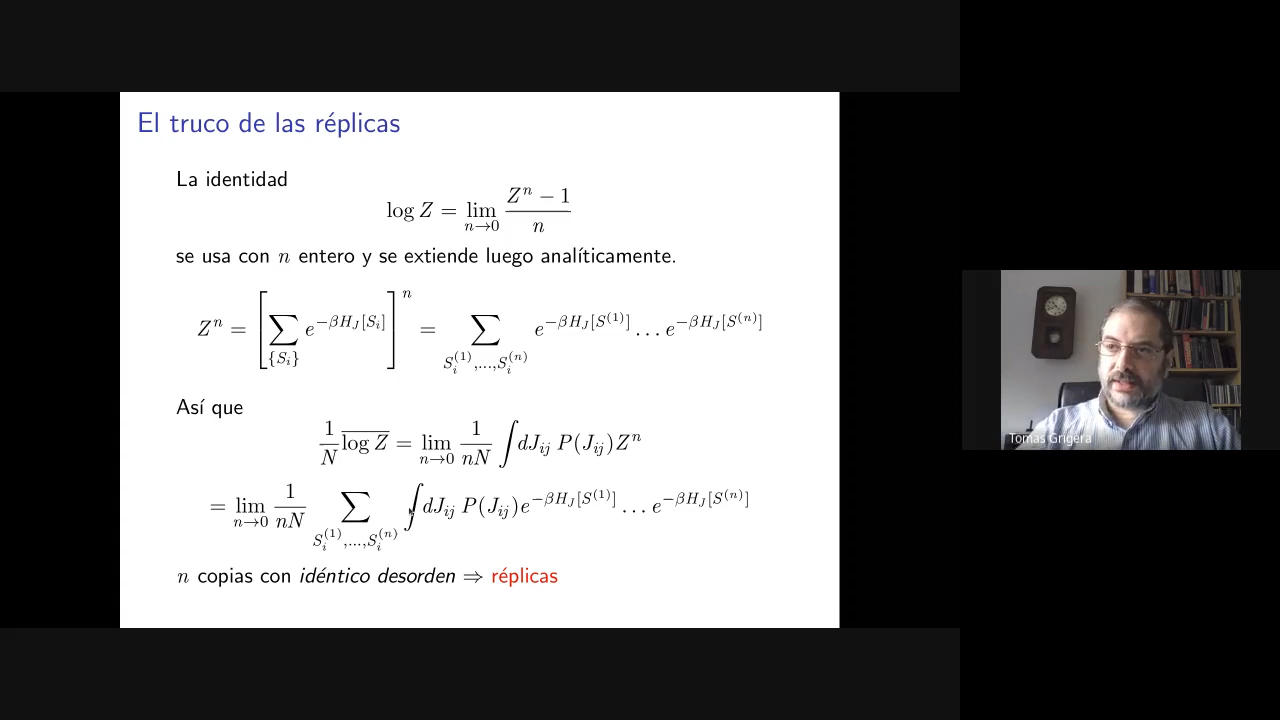 El truco de las réplicas
La identidad
log Z = lim_{n→0} (Z^n − 1)/n
se usa con n entero y se extiende luego analíticamente.
Z^n = [∑_{{S_i}} e^{−βH_J[S_i]}]^n = ∑_{S_i^{(1)},...,S_i^{(n)}} e^{−βH_J[S^{(1)}]} ... e^{−βH_J[S^{(n)}]}
Así que
1/N \overline{log Z} = lim_{n→0} 1/(nN) ∫dJ_{ij} P(J_{ij})Z^n
= lim_{n→0} 1/(nN) ∑_{S_i^{(1)},...,S_i^{(n)}} ∫dJ_{ij} P(J_{ij})e^{−βH_J[S^{(1)}]} ... e^{−βH_J[S^{(n)}]}
n copias con idéntico desorden ⇒ réplicas
Tomas Grigera